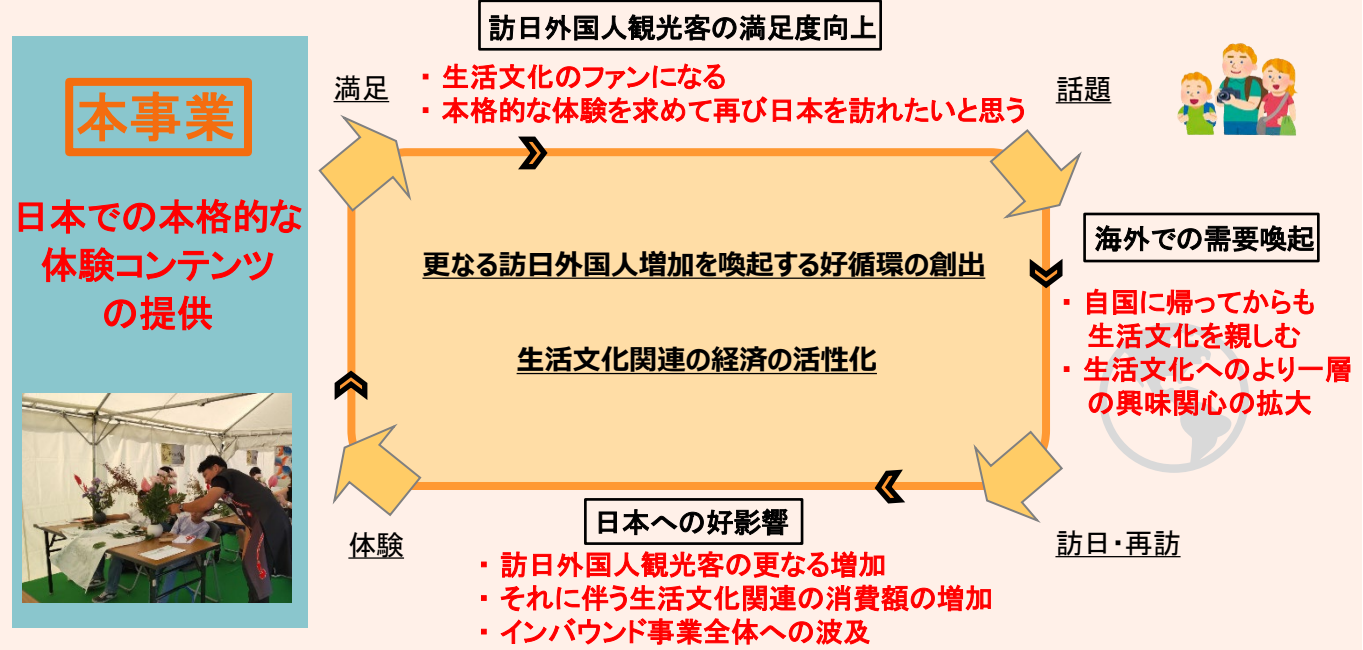 本事業
日本での本格的な
体験コンテンツ
の提供
訪日外国人観光客の満足度向上
満足
・生活文化のファンになる
・本格的な体験を求めて再び日本を訪れたいと思う
話題
海外での需要喚起
・自国に帰ってからも
生活文化を親しむ
・生活文化へのより一層
の興味関心の拡大
更なる訪日外国人増加を喚起する好循環の創出
生活文化関連の経済の活性化
訪日・再訪
日本への好影響
・訪日外国人観光客の更なる増加
・それに伴う生活文化関連の消費額の増加
・インバウンド事業全体への波及
体験